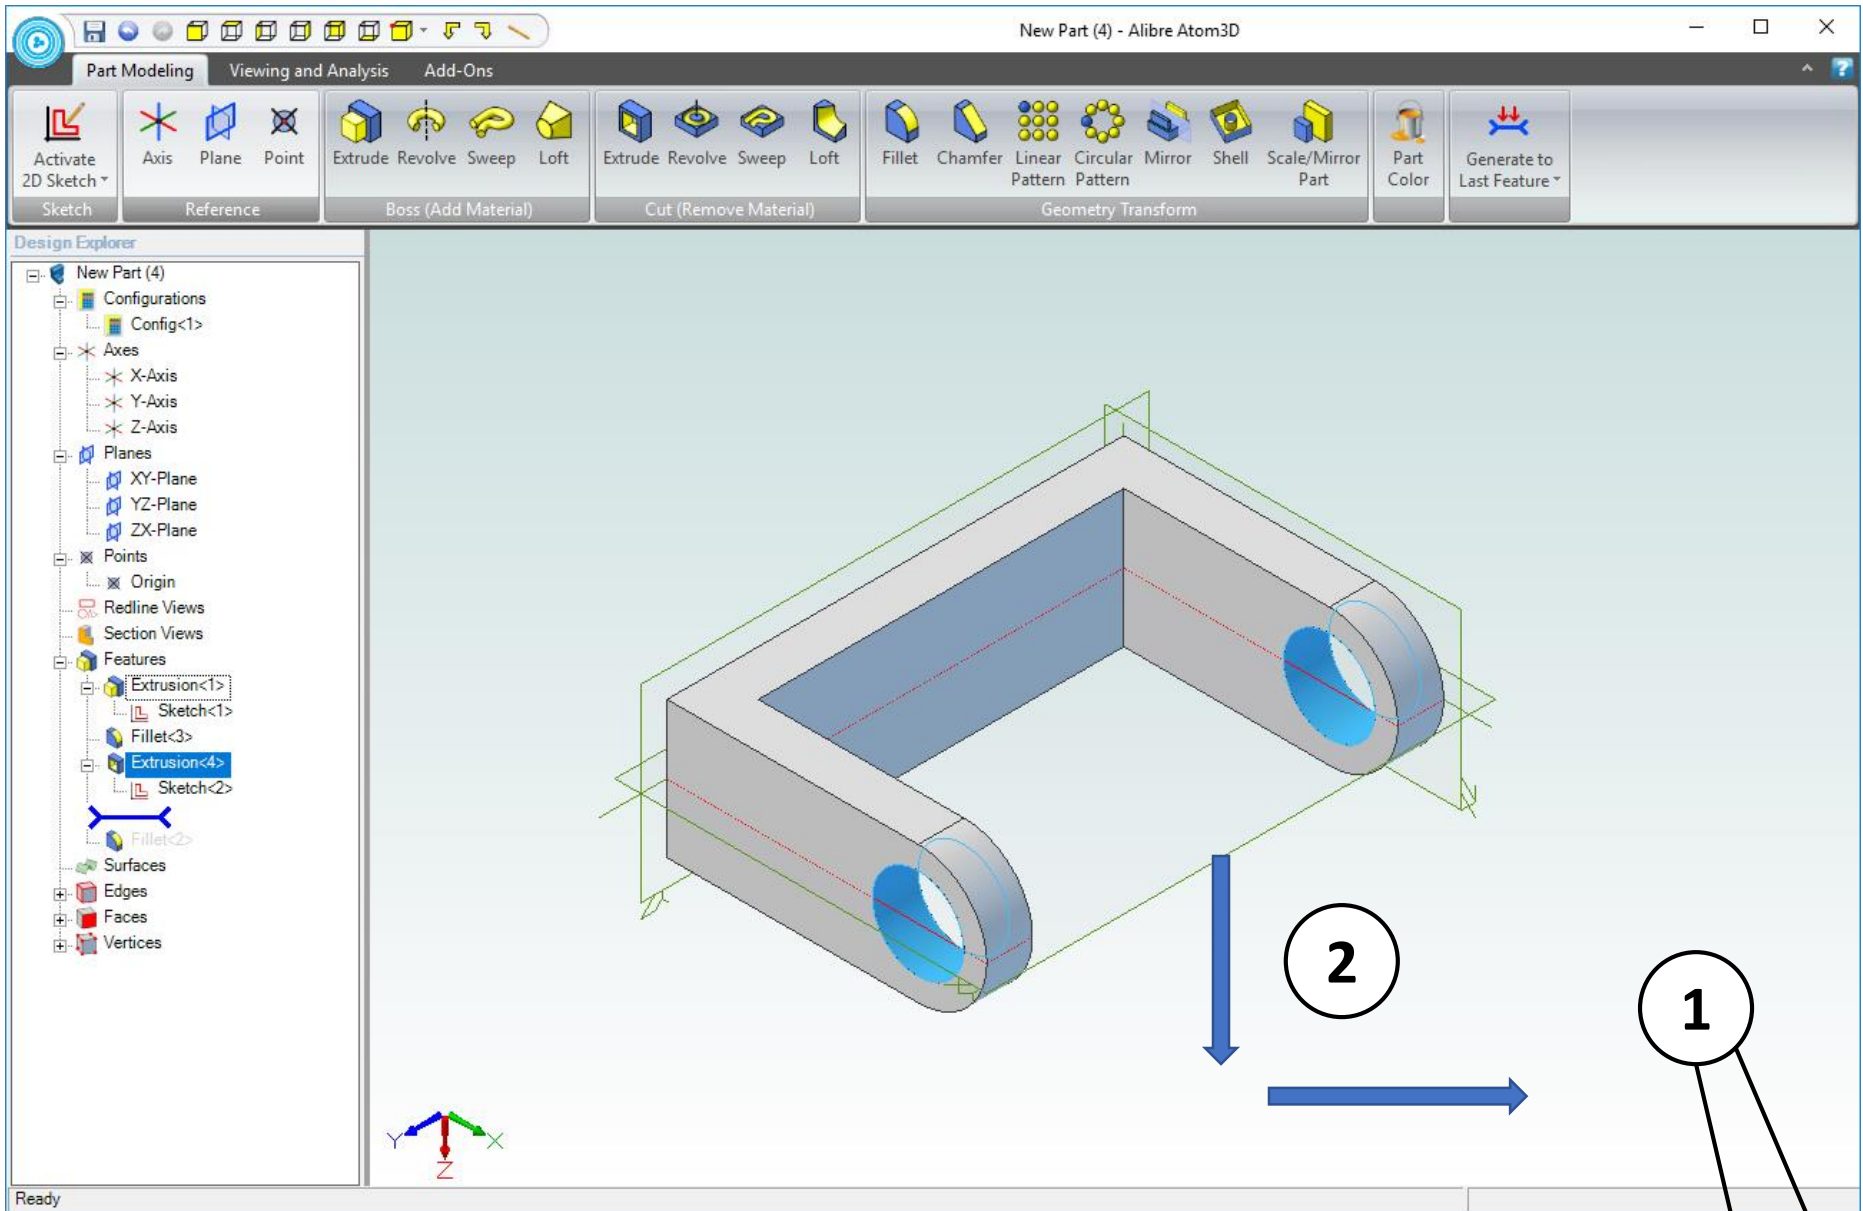 New Part (4) - Alibre Atom3D
Part Modeling Viewing and Analysis Add-Ons
Activate 2D Sketch
Axis Plane Point
Extrude Revolve Sweep Loft
Extrude Revolve Sweep Loft
Fillet Chamfer Linear Pattern Circular Pattern Mirror Shell Scale/Mirror Part
Part Color
Generate to Last Feature
Sketch Reference Boss (Add Material) Cut (Remove Material) Geometry Transform
Design Explorer
New Part (4)
Configurations
Config<1>
Axes
X-Axis
Y-Axis
Z-Axis
Planes
XY-Plane
YZ-Plane
ZX-Plane
Points
Origin
Redline Views
Section Views
Features
Extrusion<1>
Sketch<1>
Fillet<3>
Extrusion<4>
Sketch<2>
Fillet<2>
Surfaces
Edges
Faces
Vertices
2
1
Y X
Z
Ready